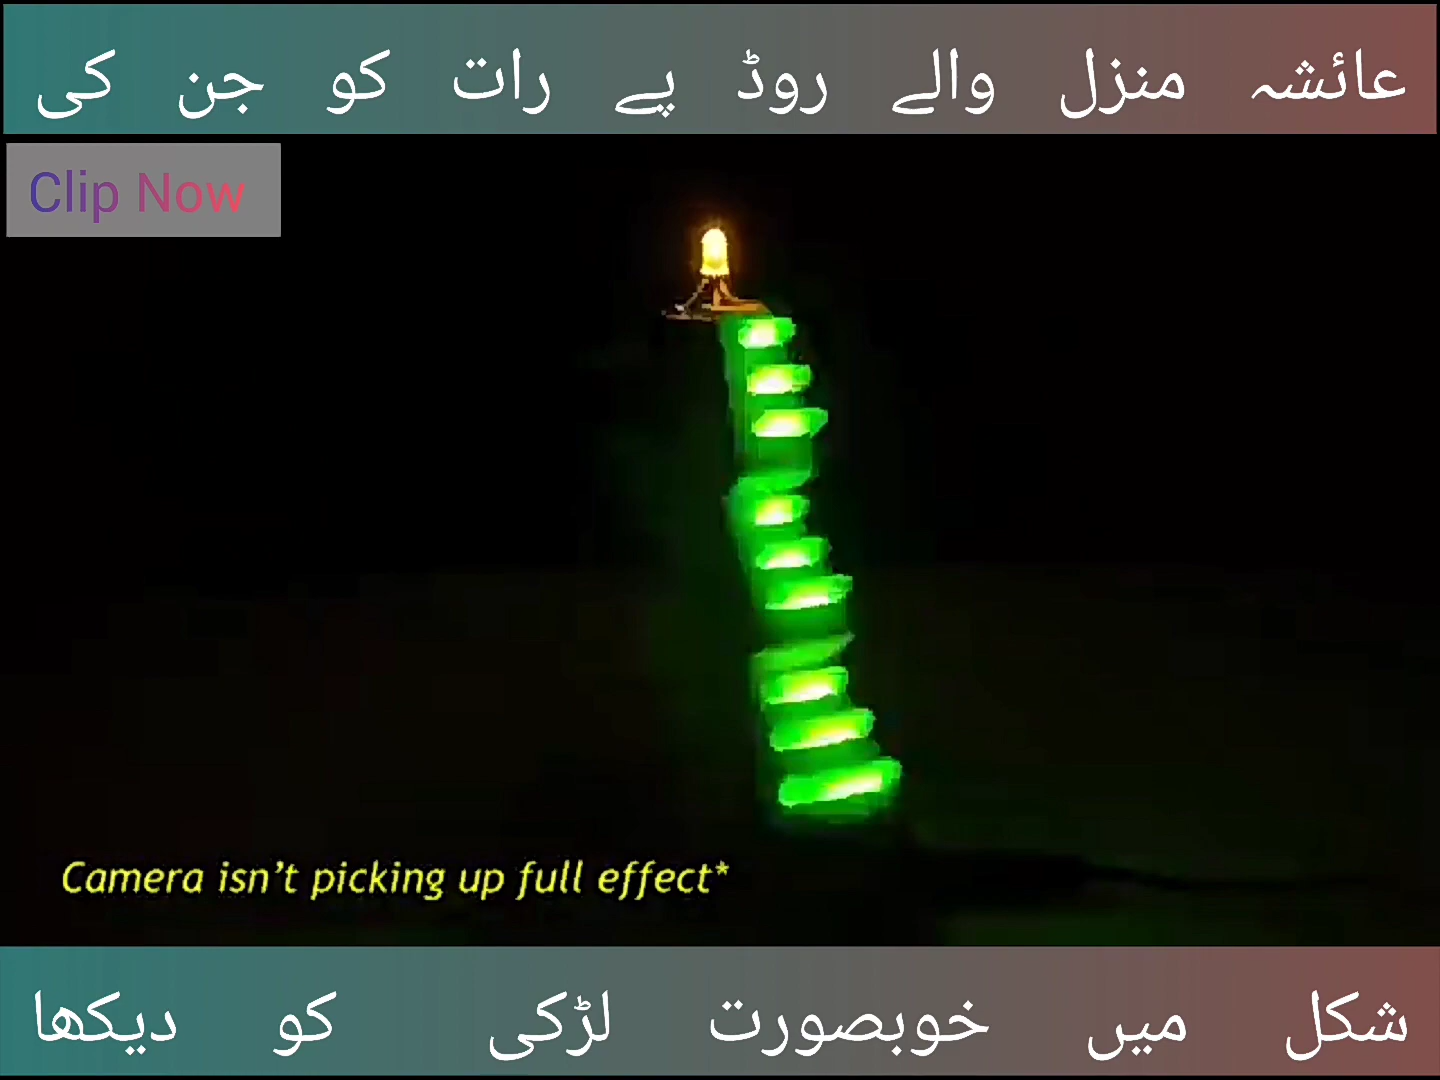 عائشہ منزل والے روڈ پے رات کو جن کی
Clip Now
Camera isn't picking up full effect*
شکل میں خوبصورت لڑکی کو دیکھا